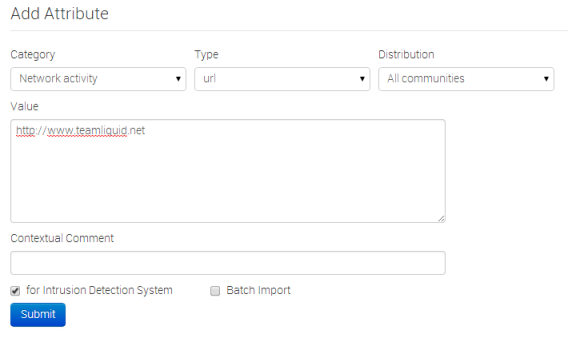 Add Attribute
Category Type Distribution
Network activity url All communities
Value
http://www.teamliquid.net
Contextual Comment
for Intrusion Detection System Batch Import
Submit